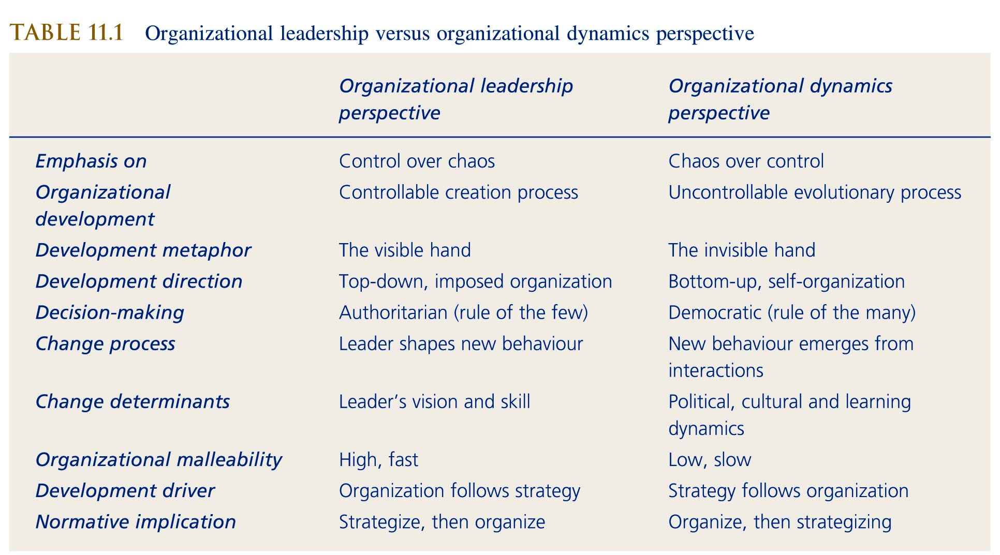 TABLE 11.1 Organizational leadership versus organizational dynamics perspective
Organizational leadership perspective
Organizational dynamics perspective
Emphasis on
Control over chaos
Chaos over control
Organizational development
Controllable creation process
Uncontrollable evolutionary process
Development metaphor
The visible hand
The invisible hand
Development direction
Top-down, imposed organization
Bottom-up, self-organization
Decision-making
Authoritarian (rule of the few)
Democratic (rule of the many)
Change process
Leader shapes new behaviour
New behaviour emerges from
interactions
Change determinants
Leader’s vision and skill
Political, cultural and learning
dynamics
Organizational malleability
High, fast
Low, slow
Development driver
Organization follows strategy
Strategy follows organization
Normative implication
Strategize, then organize
Organize, then strategizing